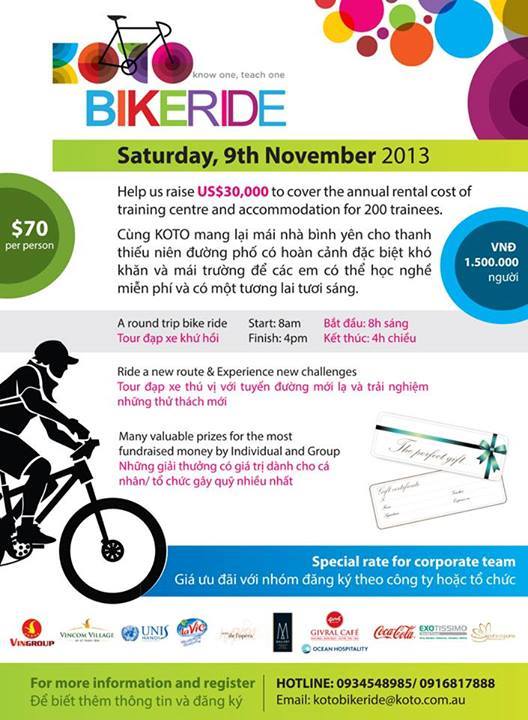 KOTO
know one, teach one
BIKERIDE
Saturday, 9th November 2013
$70
per person
Help us raise US$30,000 to cover the annual rental cost of
training centre and accommodation for 200 trainees.
Cùng KOTO mang lại mái nhà bình yên cho thanh
thiếu niên đường phố có hoàn cảnh đặc biệt khó
khăn và mái trường để các em có thể học nghề
miễn phí và có một tương lai tươi sáng.
VNĐ
1.500.000
người
A round trip bike ride Start: 8am Bắt đầu: 8h sáng
Tour đạp xe khứ hồi Finish: 4pm Kết thúc: 4h chiều
Ride a new route & Experience new challenges
Tour đạp xe thú vị với tuyến đường mới lạ và trải nghiệm
những thử thách mới
Many valuable prizes for the most
fundraised money by Individual and Group
Những giải thưởng có giá trị dành cho cá
nhân/ tổ chức gây quỹ nhiều nhất
The perfect gift
Gift certificate
Special rate for corporate team
Giá ưu đãi với nhóm đăng ký theo công ty hoặc tổ chức
VINGROUP
VINCOM VILLAGE
UNIS
HANOI
La Vie
de l'opera
GIVRAL CAFÉ
OCEAN HOSPITALITY
Coca-Cola
EXOTISSIMO
For more information and register
Để biết thêm thông tin và đăng ký
HOTLINE: 0934548985/ 0916817888
Email: kotobikeride@koto.com.au